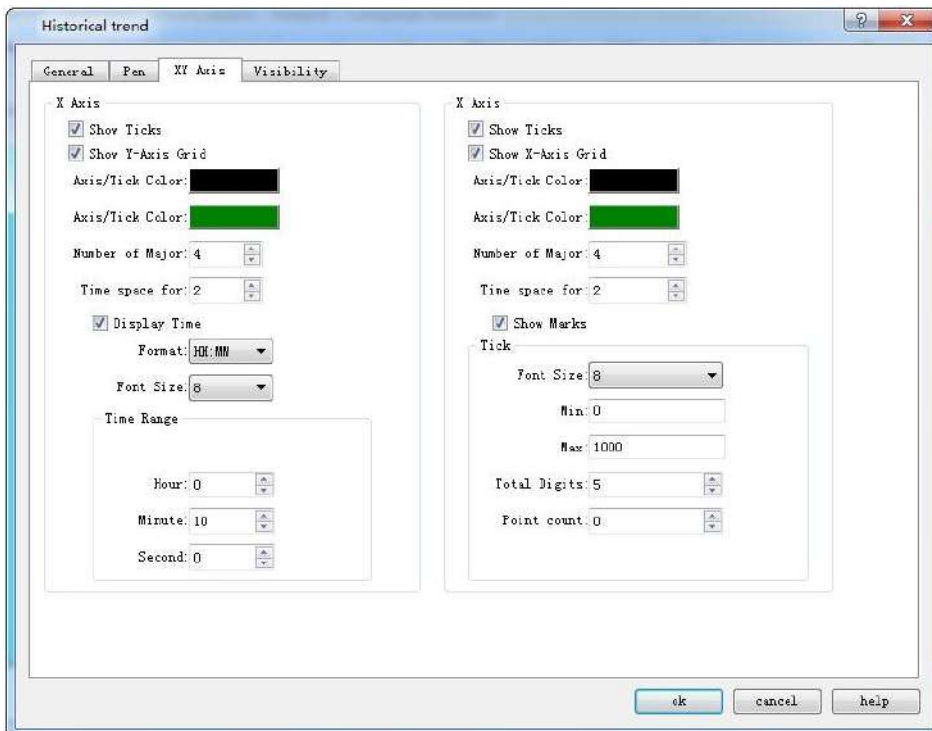 Historical trend
General Pen XY Axis Visibility
X Axis
Show Ticks
Show Y-Axis Grid
Axis/Tick Color:
Axis/Tick Color:
Number of Major: 4
Time space for: 2
Display Time
Format: HH:MM
Font Size: 8
Time Range
Hour: 0
Minute: 10
Second: 0
X Axis
Show Ticks
Show X-Axis Grid
Axis/Tick Color:
Axis/Tick Color:
Number of Major: 4
Time space for: 2
Show Marks
Tick
Font Size: 8
Min: 0
Max: 1000
Total Digits: 5
Point count: 0
ok cancel help